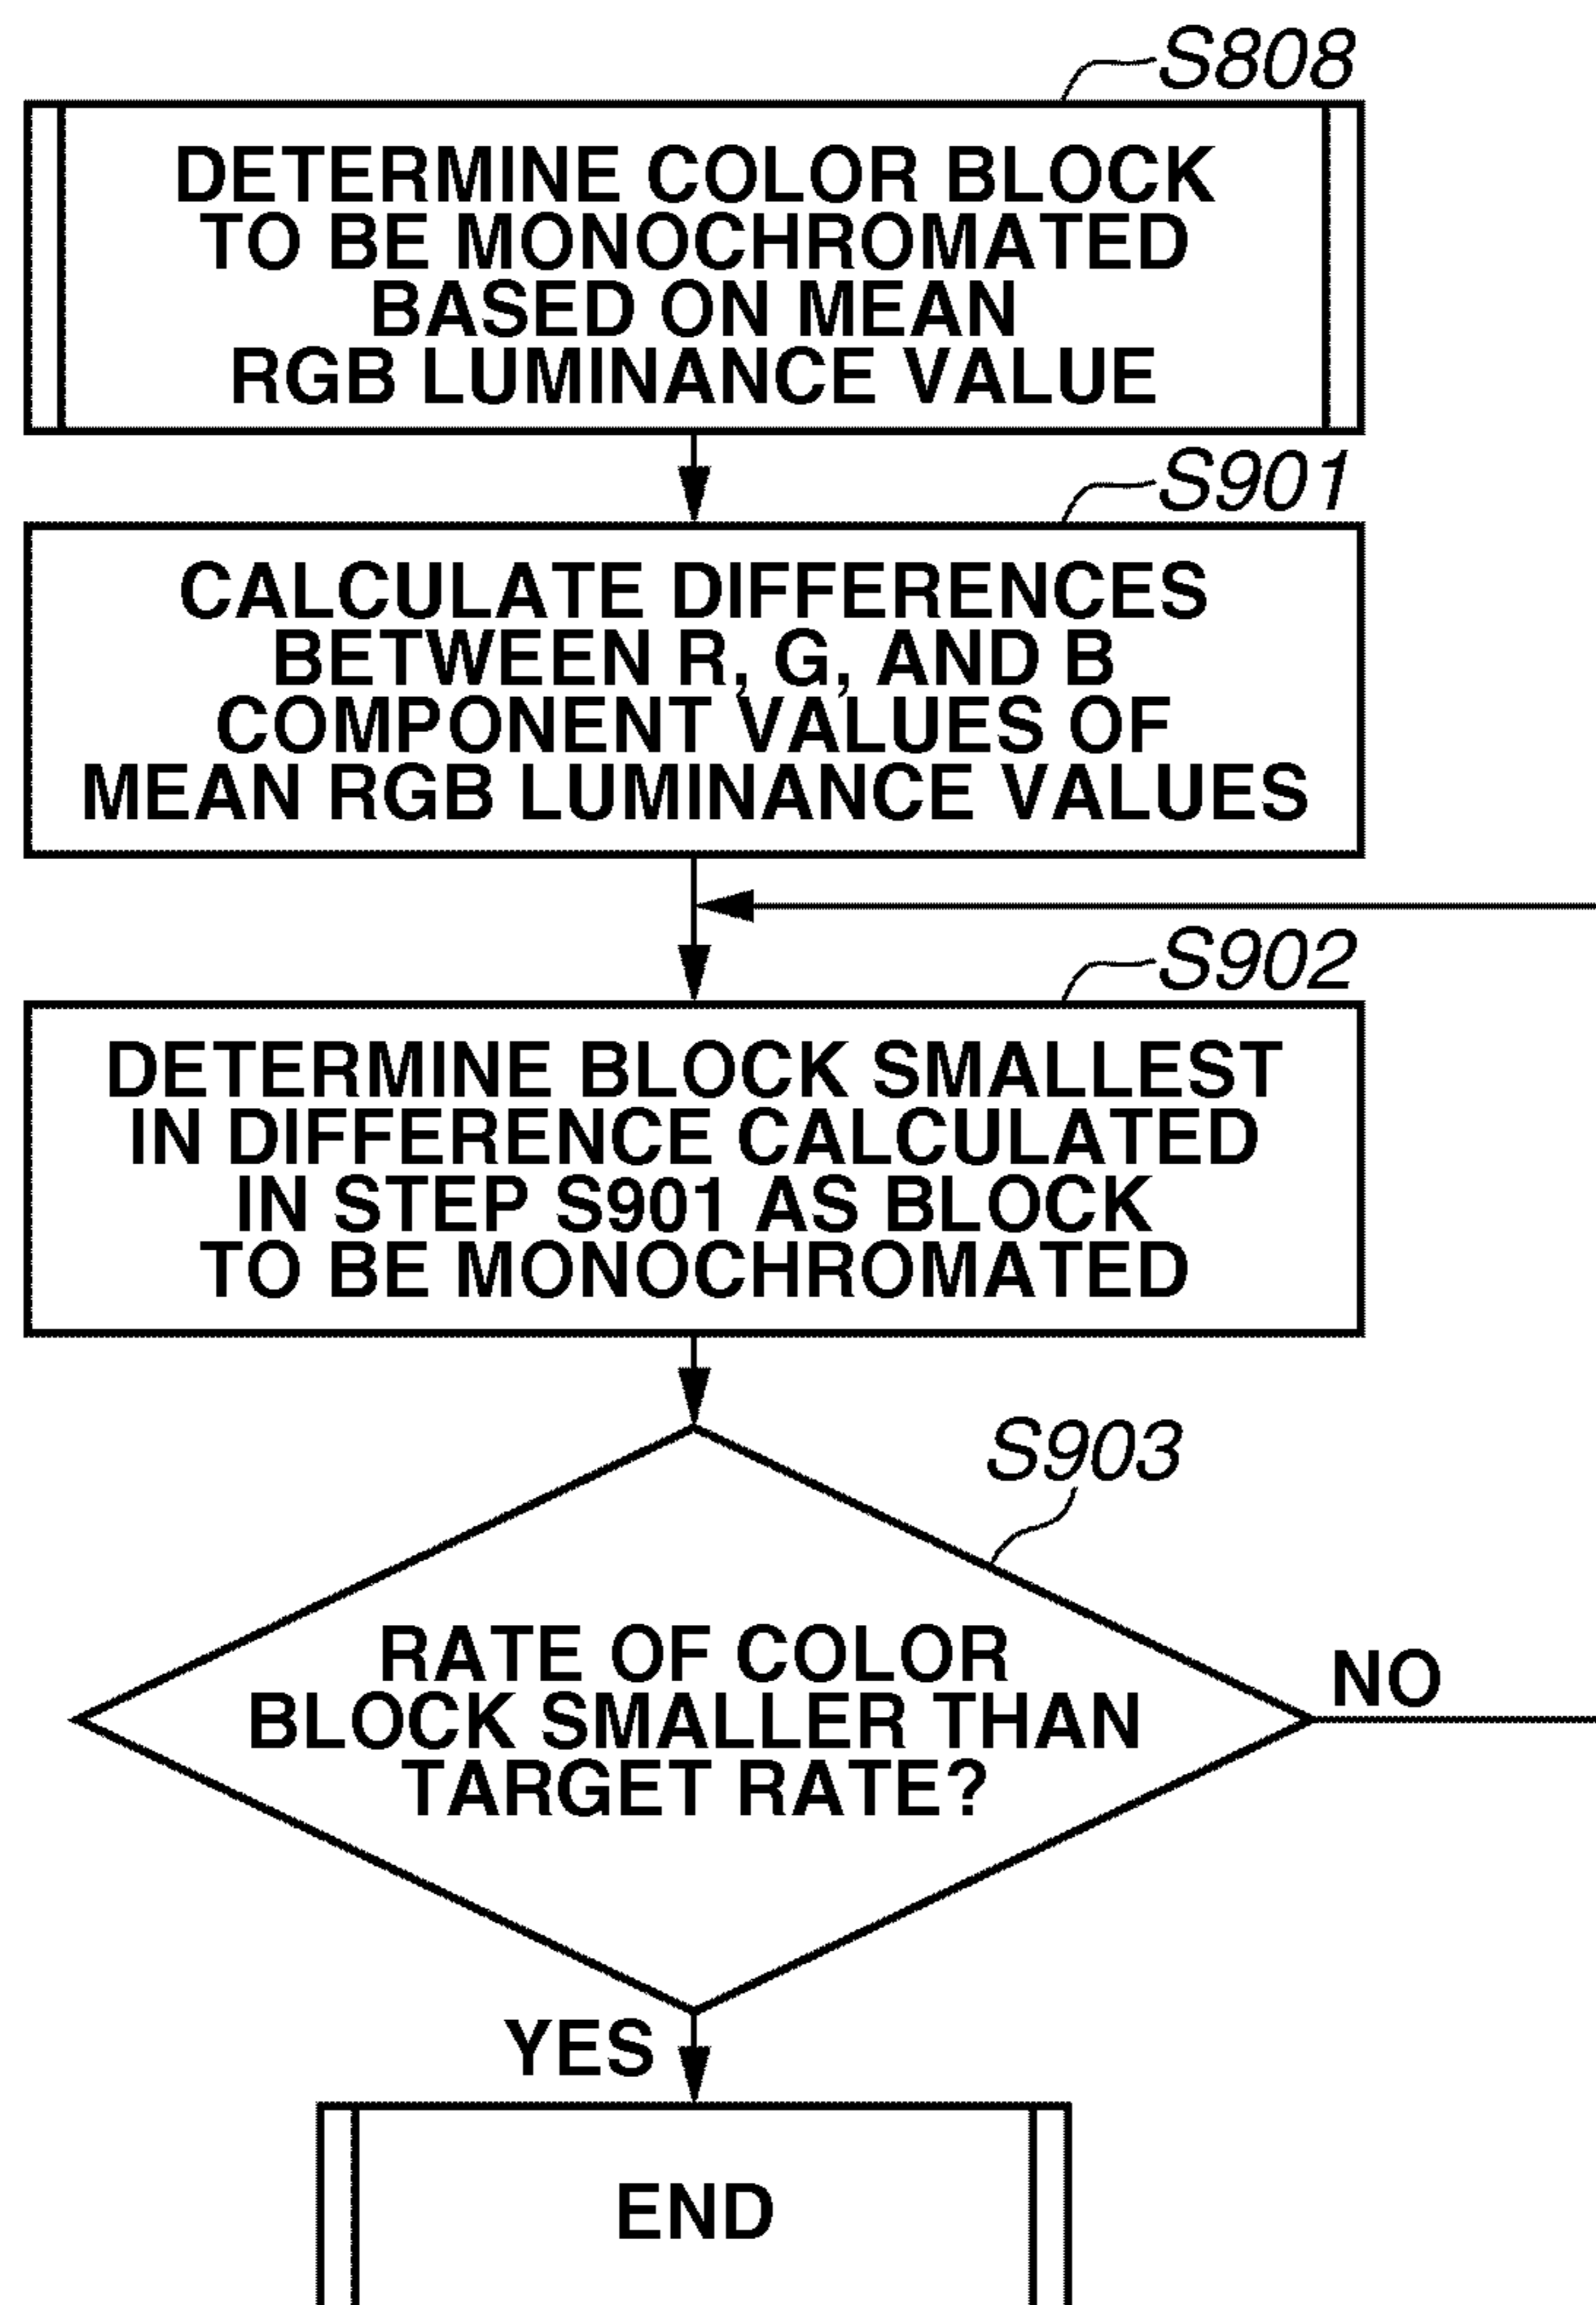 S808
DETERMINE COLOR BLOCK
TO BE MONOCHROMATED
BASED ON MEAN
RGB LUMINANCE VALUE
S901
CALCULATE DIFFERENCES
BETWEEN R, G, AND B
COMPONENT VALUES OF
MEAN RGB LUMINANCE VALUES
S902
DETERMINE BLOCK SMALLEST
IN DIFFERENCE CALCULATED
IN STEP S901 AS BLOCK
TO BE MONOCHROMATED
S903
RATE OF COLOR
BLOCK SMALLER THAN
TARGET RATE?
NO
YES
END